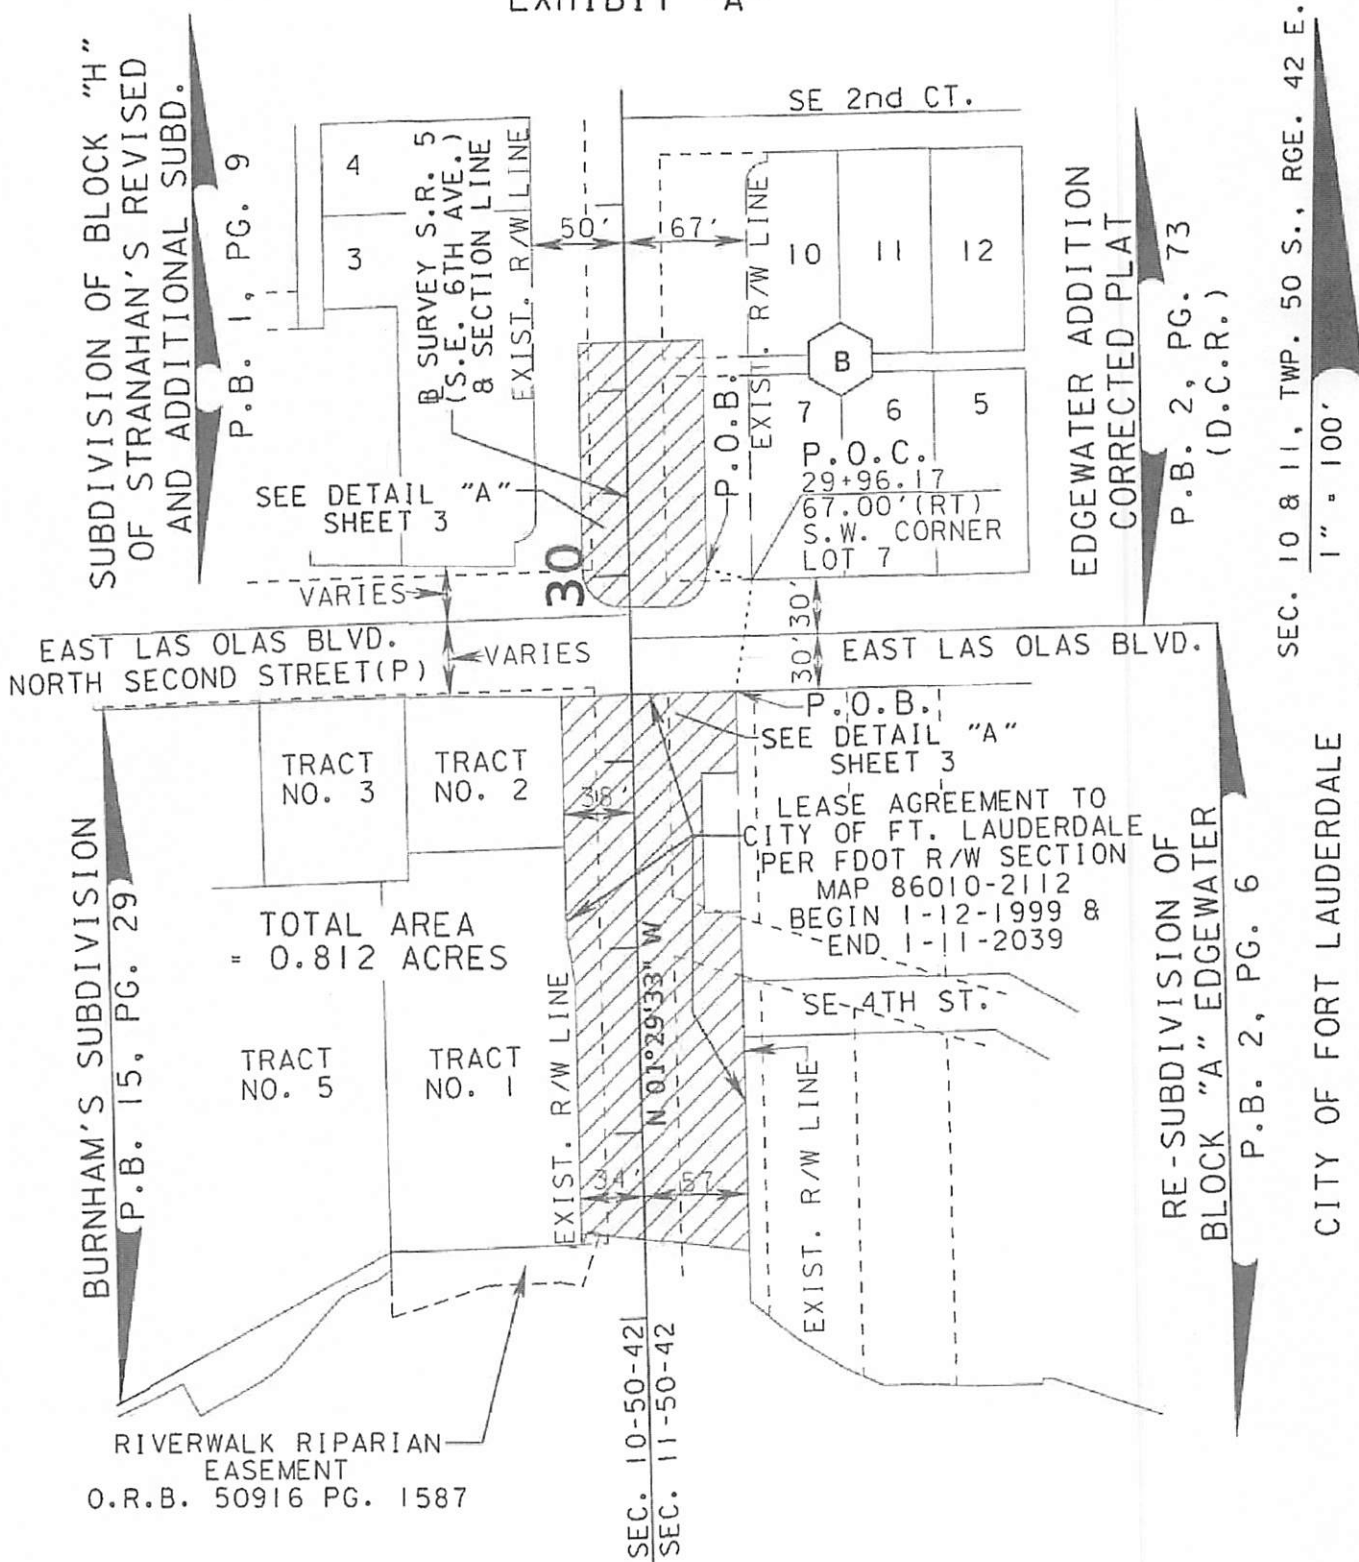 EXHIBIT "A"
SUBDIVISION OF BLOCK "H"
OF STRANAHAN'S REVISED
AND ADDITIONAL SUBD.
P.B. 1, PG. 9
4
3
B SURVEY S.R. 5
(S.E. 6TH AVE.)
& SECTION LINE
EXIST. R/W LINE
50'
67'
SE 2nd CT.
EXIST. R/W LINE
10
11
12
B
7
6
5
P.O.B.
P.O.C.
29+96.17
67.00'(RT)
S.W. CORNER
LOT 7
EDGEWATER ADDITION
CORRECTED PLAT
P.B. 2, PG. 73
(D.C.R.)
SEC. 10 & 11, TWP. 50 S., RGE. 42 E.
1" = 100'
SEE DETAIL "A"
SHEET 3
30
VARIES
VARIES
30'
30'
EAST LAS OLAS BLVD.
NORTH SECOND STREET(P)
EAST LAS OLAS BLVD.
P.O.B.
SEE DETAIL "A"
SHEET 3
TRACT
NO. 3
TRACT
NO. 2
38'
LEASE AGREEMENT TO
CITY OF FT. LAUDERDALE
PER FDOT R/W SECTION
MAP 86010-2112
BEGIN 1-12-1999 &
END 1-11-2039
TOTAL AREA
= 0.812 ACRES
BURNHAM'S SUBDIVISION
P.B. 15, PG. 29
TRACT
NO. 5
TRACT
NO. 1
EXIST. R/W LINE
N 01°29'33" W
SE 4TH ST.
EXIST. R/W LINE
34'
57'
RE-SUBDIVISION OF
BLOCK "A" EDGEWATER
P.B. 2, PG. 6
CITY OF FORT LAUDERDALE
RIVERWALK RIPARIAN
EASEMENT
O.R.B. 50916 PG. 1587
SEC. 10-50-42
SEC. 11-50-42